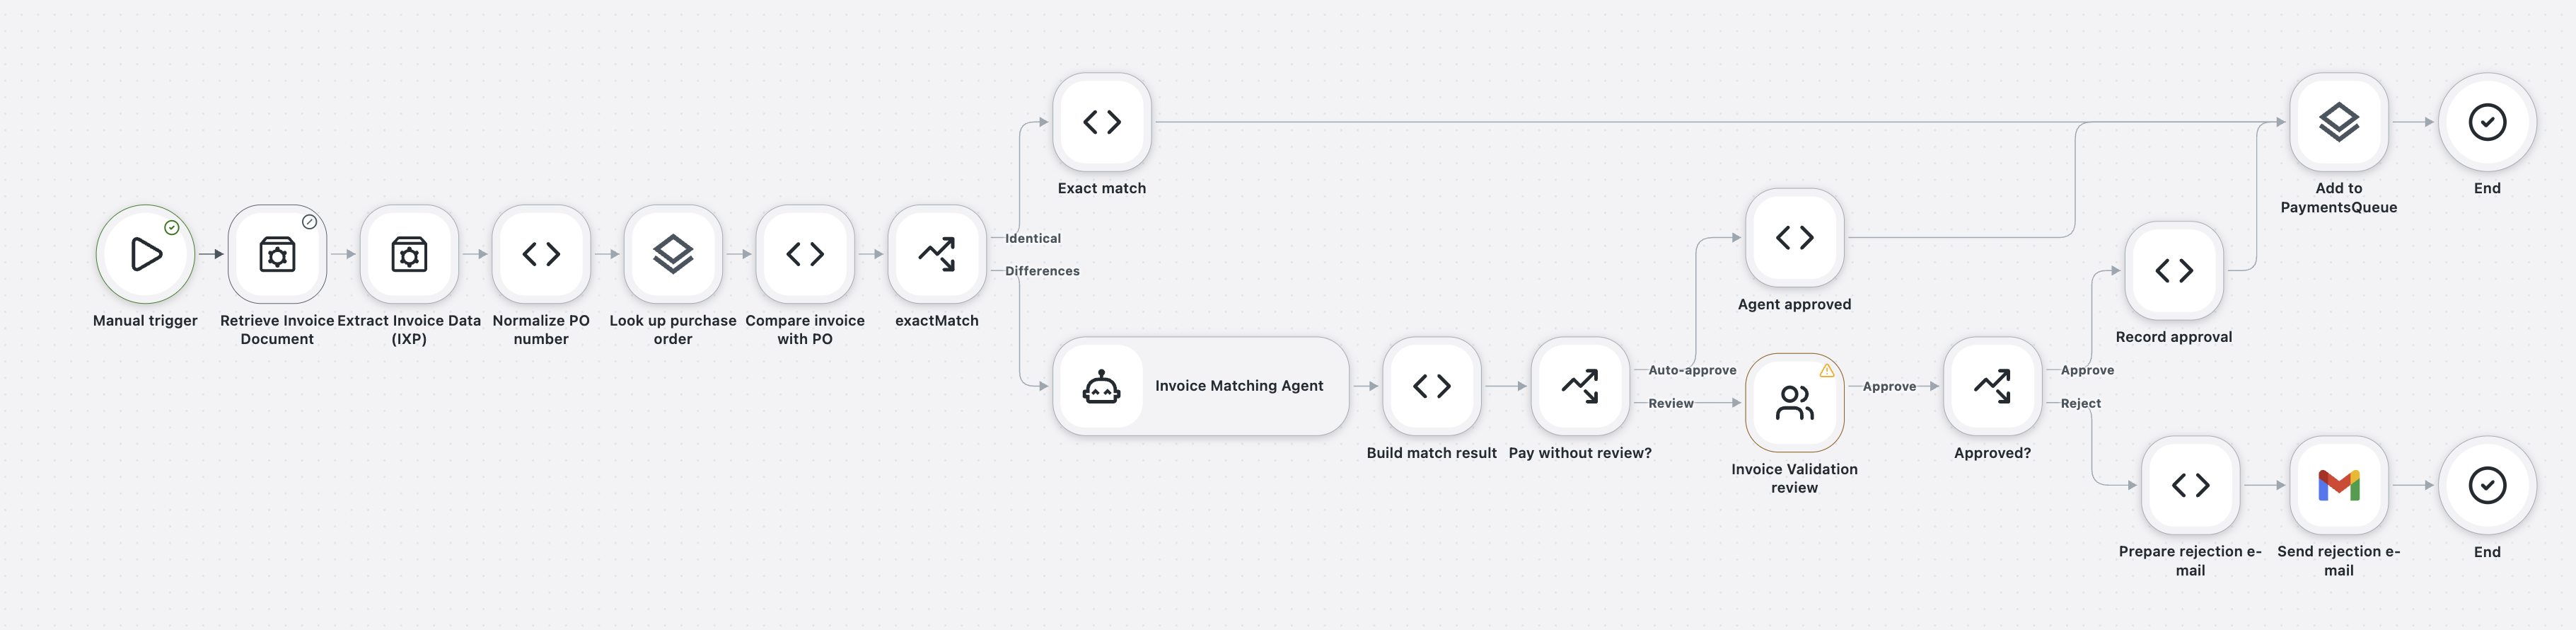 Exact match
Add to
PaymentsQueue
End
Identical
Differences
Manual trigger
Retrieve Invoice
Document
Extract Invoice Data
(IXP)
Normalize PO
number
Look up purchase
order
Compare invoice
with PO
exactMatch
Agent approved
Record approval
Invoice Matching Agent
Build match result
Pay without review?
Auto-approve
Review
Invoice Validation
review
Approve
Approved?
Approve
Reject
Prepare rejection e-
mail
Send rejection e-
mail
End